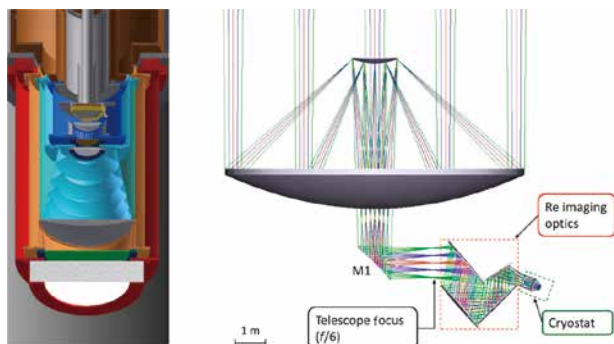 Re imaging
optics
M1
Telescope focus
(f/6)
1 m
Cryostat